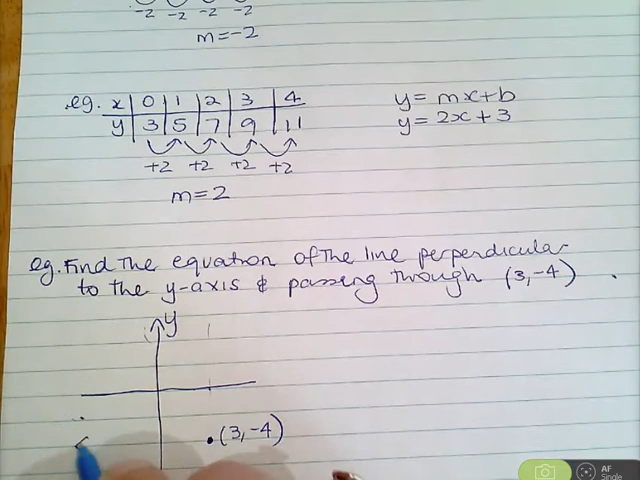 -2 -2 -2 -2
m=-2
eg. x 0 1 2 3 4
y 3 5 7 9 11
+2 +2 +2 +2
m=2
y= mx+b
y= 2x+3
eg. Find the equation of the line perpendicular
to the y-axis & passing through (3,-4) .
y
(3,-4)
AF
Single